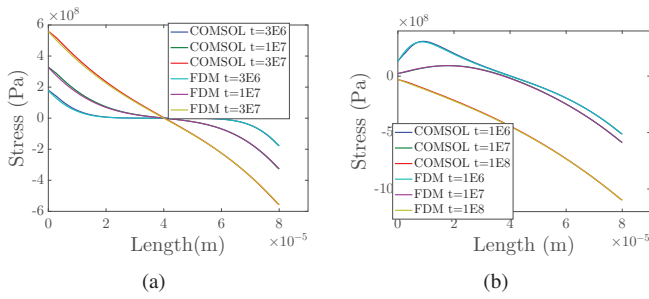 ×10⁸
6
4
2
0
-2
-4
-6
Stress (Pa)
COMSOL t=3E6
COMSOL t=1E7
COMSOL t=3E7
FDM t=3E6
FDM t=1E7
FDM t=3E7
0 2 4 6 8
Length(m) ×10⁻⁵
(a)
×10⁸
0
-5
-10
Stress (Pa)
COMSOL t=1E6
COMSOL t=1E7
COMSOL t=1E8
FDM t=1E6
FDM t=1E7
FDM t=1E8
0 2 4 6 8
Length (m) ×10⁻⁵
(b)